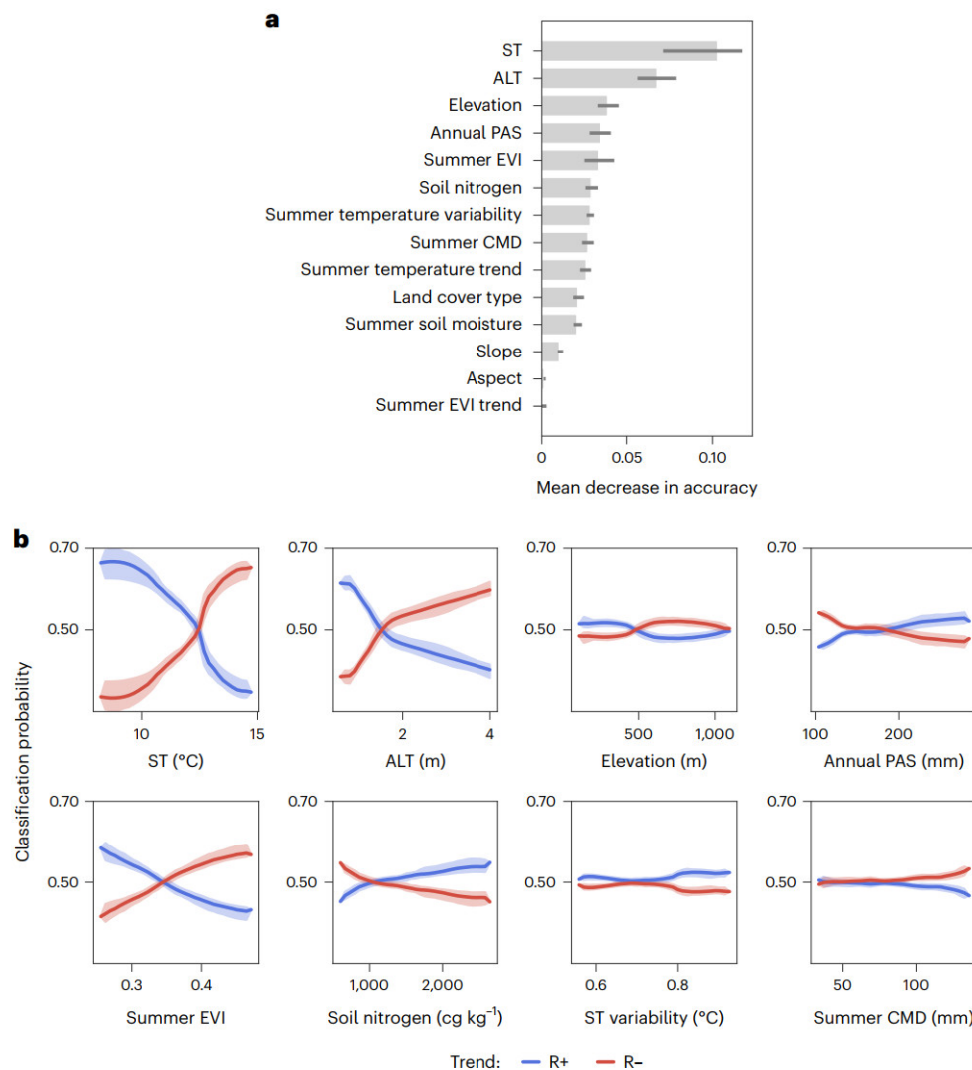 a
ST
ALT
Elevation
Annual PAS
Summer EVI
Soil nitrogen
Summer temperature variability
Summer CMD
Summer temperature trend
Land cover type
Summer soil moisture
Slope
Aspect
Summer EVI trend
0 0.05 0.10
Mean decrease in accuracy
b
Classification probability
0.70 0.70 0.70 0.70
0.50 0.50 0.50 0.50
10 15 2 4 500 1,000 100 200
ST (°C) ALT (m) Elevation (m) Annual PAS (mm)
0.70 0.70 0.70 0.70
0.50 0.50 0.50 0.50
0.3 0.4 1,000 2,000 0.6 0.8 50 100
Summer EVI Soil nitrogen (cg kg⁻¹) ST variability (°C) Summer CMD (mm)
Trend: R+ R−